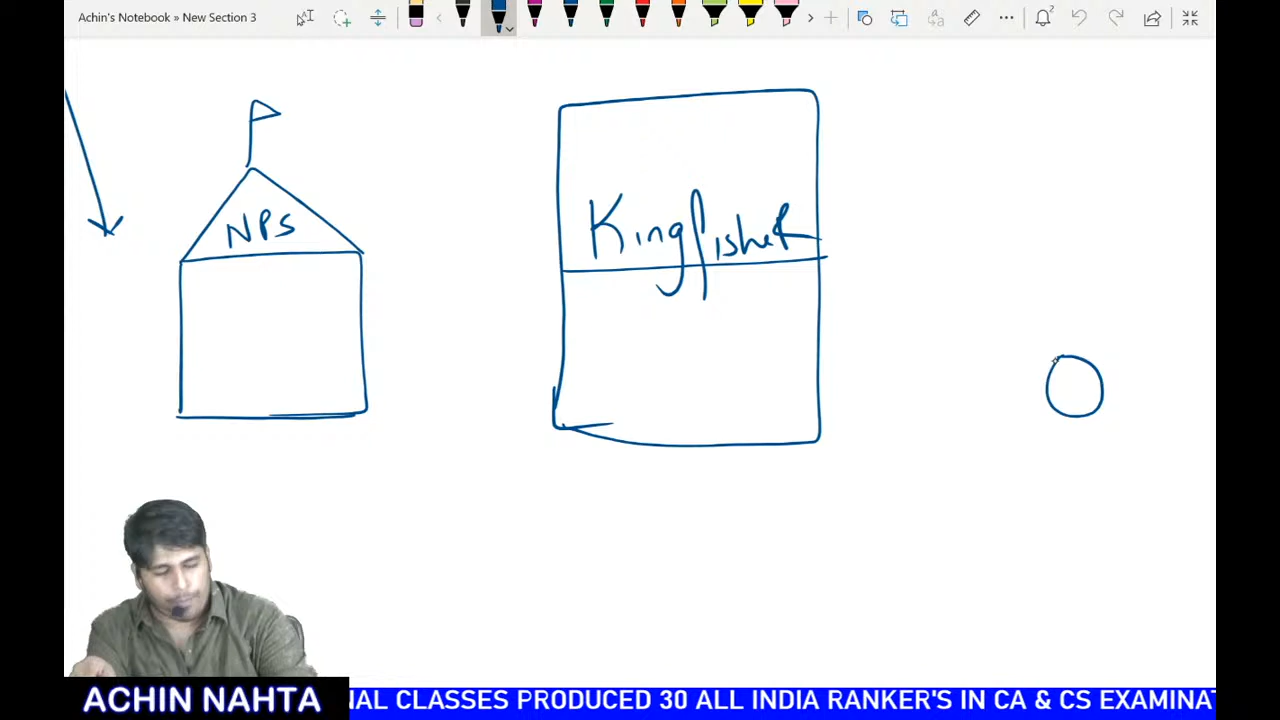 Achin's Notebook » New Section 3
NPS
KingfisheR
ACHIN NAHTA
NAL CLASSES PRODUCED 30 ALL INDIA RANKER'S IN CA & CS EXAMINAT